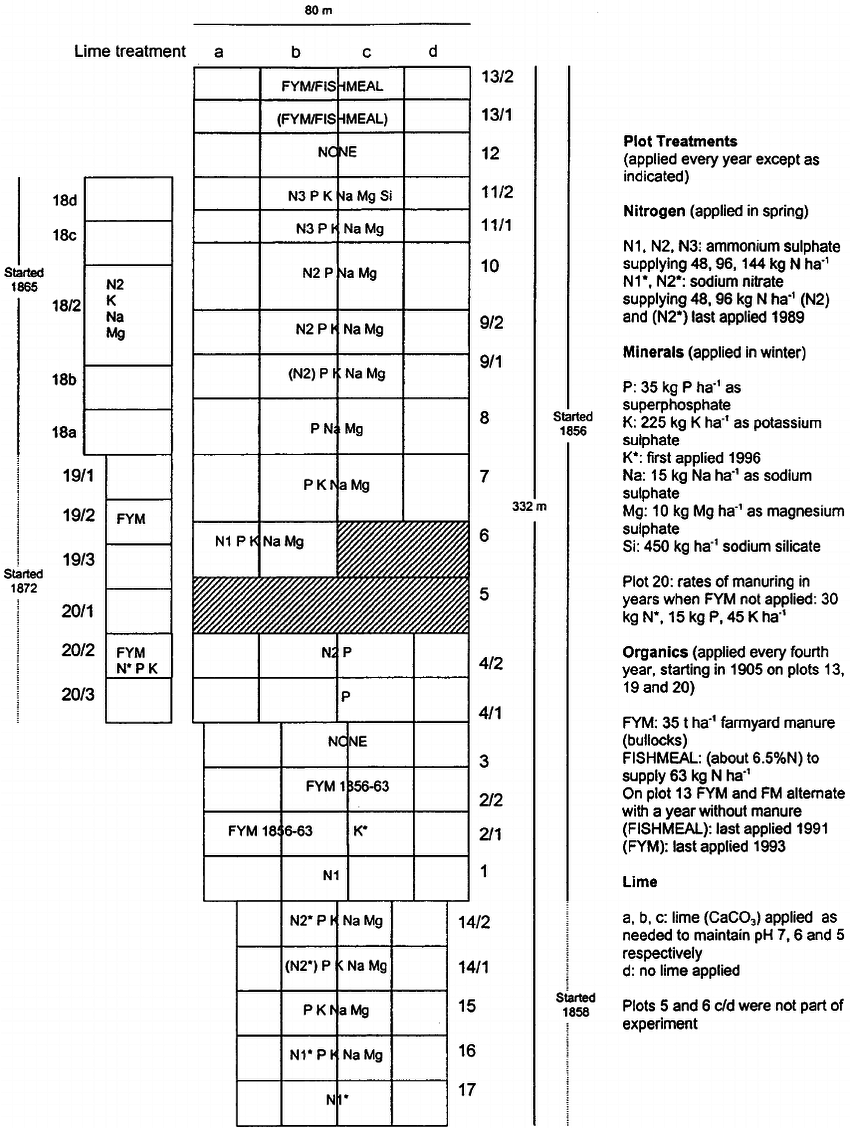 80 m
Lime treatment a b c d
FYM/FISHMEAL 13/2
(FYM/FISHMEAL) 13/1
NONE 12
N3 P K Na Mg Si 11/2
N3 P K Na Mg 11/1
N2 P Na Mg 10
N2 P K Na Mg 9/2
(N2) P K Na Mg 9/1
P Na Mg 8
P K Na Mg 7
N1 P K Na Mg 6
5
N2 P 4/2
P 4/1
NONE 3
FYM 1856-63 2/2
FYM 1856-63 K* 2/1
N1 1
N2* P K Na Mg 14/2
(N2*) P K Na Mg 14/1
P K Na Mg 15
N1* P K Na Mg 16
N1* 17
18d
18c
18/2
N2
K
Na
Mg
18b
18a
19/1
19/2 FYM
19/3
20/1
20/2 FYM
N* P K
20/3
Started
1865
Started
1872
332 m
Started
1856
Started
1858
Plot Treatments
(applied every year except as
indicated)
Nitrogen (applied in spring)
N1, N2, N3: ammonium sulphate
supplying 48, 96, 144 kg N ha⁻¹
N1*, N2*: sodium nitrate
supplying 48, 96 kg N ha⁻¹ (N2)
and (N2*) last applied 1989
Minerals (applied in winter)
P: 35 kg P ha⁻¹ as
superphosphate
K: 225 kg K ha⁻¹ as potassium
sulphate
K*: first applied 1996
Na: 15 kg Na ha⁻¹ as sodium
sulphate
Mg: 10 kg Mg ha⁻¹ as magnesium
sulphate
Si: 450 kg ha⁻¹ sodium silicate
Plot 20: rates of manuring in
years when FYM not applied: 30
kg N*, 15 kg P, 45 K ha⁻¹
Organics (applied every fourth
year, starting in 1905 on plots 13,
19 and 20)
FYM: 35 t ha⁻¹ farmyard manure
(bullocks)
FISHMEAL: (about 6.5%N) to
supply 63 kg N ha⁻¹
On plot 13 FYM and FM alternate
with a year without manure
(FISHMEAL): last applied 1991
(FYM): last applied 1993
Lime
a, b, c: lime (CaCO₃) applied as
needed to maintain pH 7, 6 and 5
respectively
d: no lime applied
Plots 5 and 6 c/d were not part of
experiment